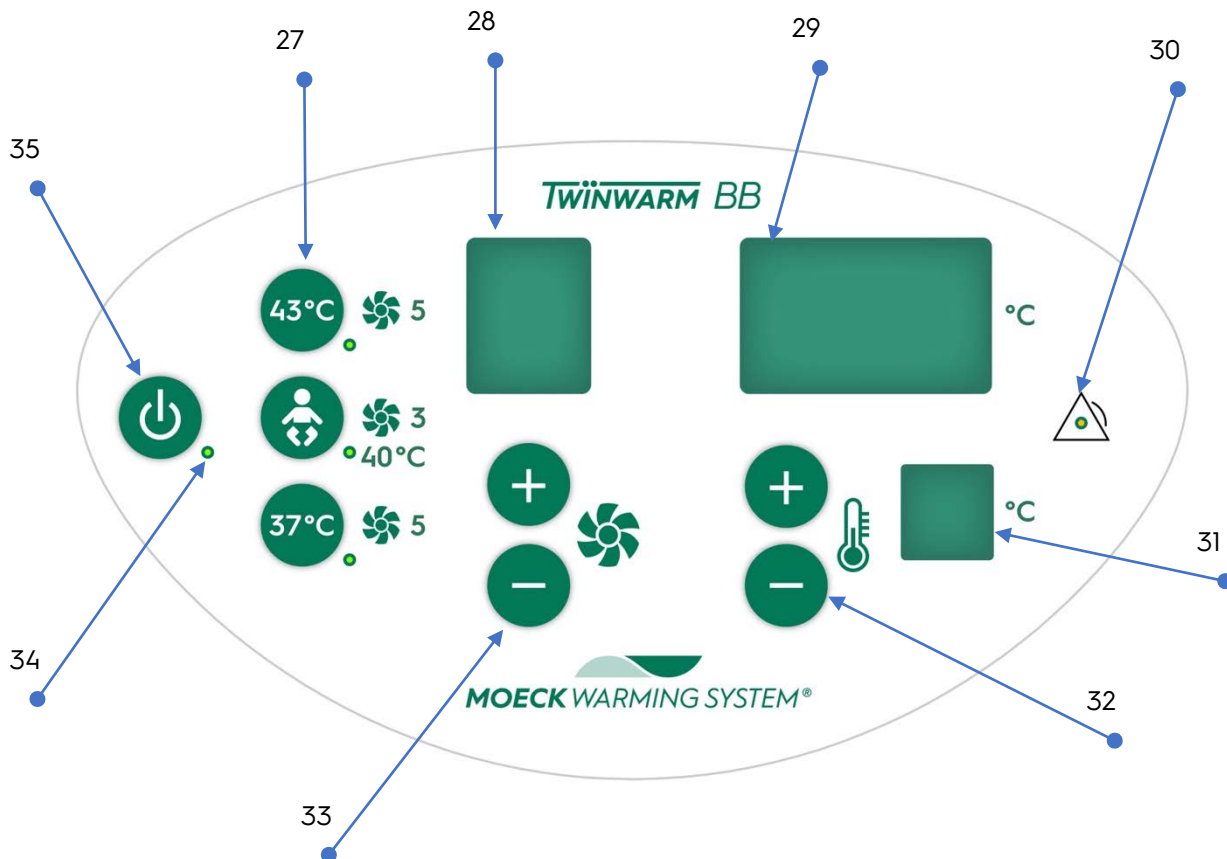 28
29
27
30
35
TWÏNWARM BB
43°C 5
°C
3
40°C
37°C 5
+
+
°C
−
−
31
34
MOECK WARMING SYSTEM®
32
33